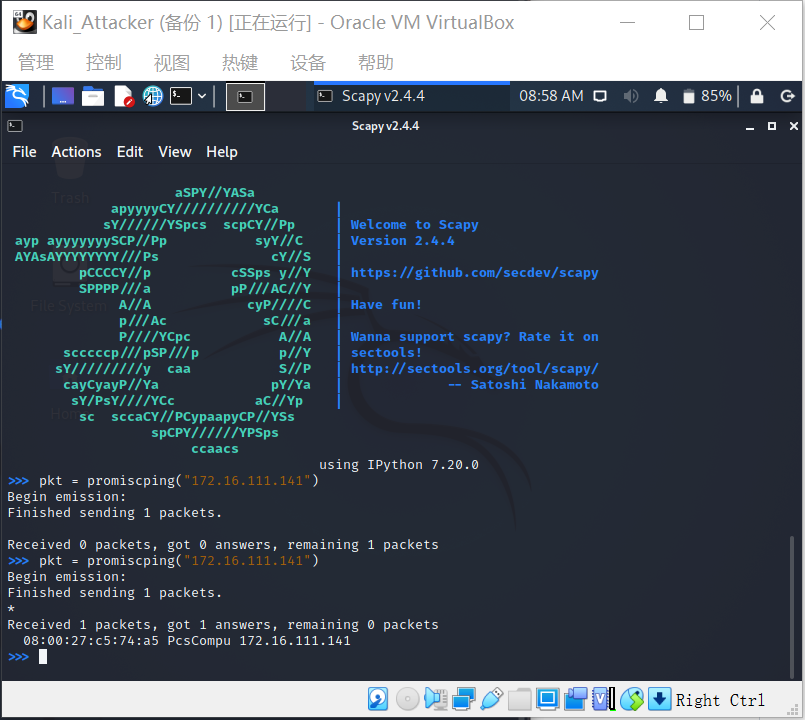 Kali_Attacker (备份 1) [正在运行] - Oracle VM VirtualBox
管理 控制 视图 热键 设备 帮助
Scapy v2.4.4 08:58 AM 85%
Scapy v2.4.4
File Actions Edit View Help
Trash
File System
aSPY//YASa
apyyyyCY//////////YCa |
sY//////YSpcs scpCY//Pp | Welcome to Scapy
ayp ayyyyyyySCP//Pp syY//C | Version 2.4.4
AYAsAYYYYYYYY///Ps cY//S |
pCCCCY//p cSSps y//Y | https://github.com/secdev/scapy
SPPPP///a pP///AC//Y |
A//A cyP////C | Have fun!
p///Ac sC///a |
P////YCpc A//A | Wanna support scapy? Rate it on
scccccp///pSP///p p//Y | sectools!
sY/////////y caa S//P | http://sectools.org/tool/scapy/
cayCyayP//Ya pY/Ya | -- Satoshi Nakamoto
sY/PsY////YCc aC//Yp |
sc sccaCY//PCypaapyCP//YSs
spCPY//////YPSps
ccaacs
using IPython 7.20.0
>>> pkt = promiscping("172.16.111.141")
Begin emission:
Finished sending 1 packets.
Received 0 packets, got 0 answers, remaining 1 packets
>>> pkt = promiscping("172.16.111.141")
Begin emission:
Finished sending 1 packets.
*
Received 1 packets, got 1 answers, remaining 0 packets
08:00:27:c5:74:a5 PcsCompu 172.16.111.141
>>>
Right Ctrl